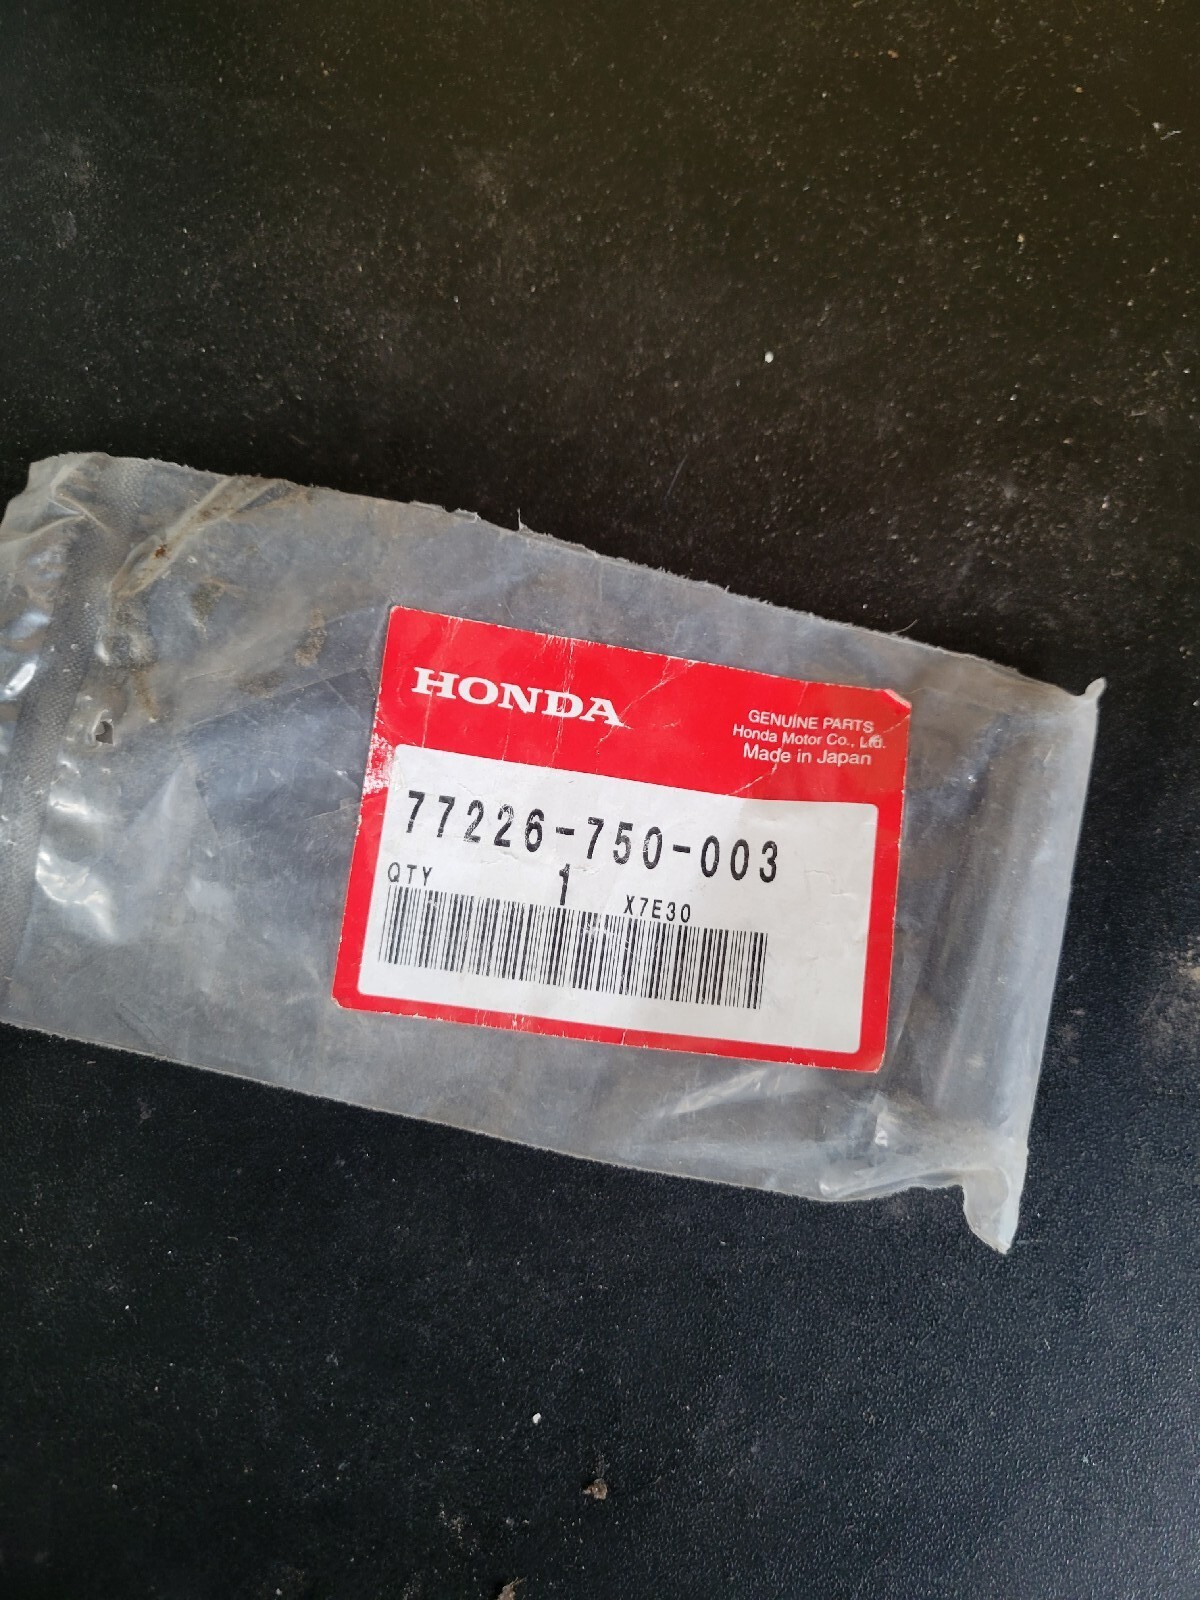 HONDA
GENUINE PARTS
Honda Motor Co., Ltd.
Made in Japan
77226-750-003
QTY 1 X7E30